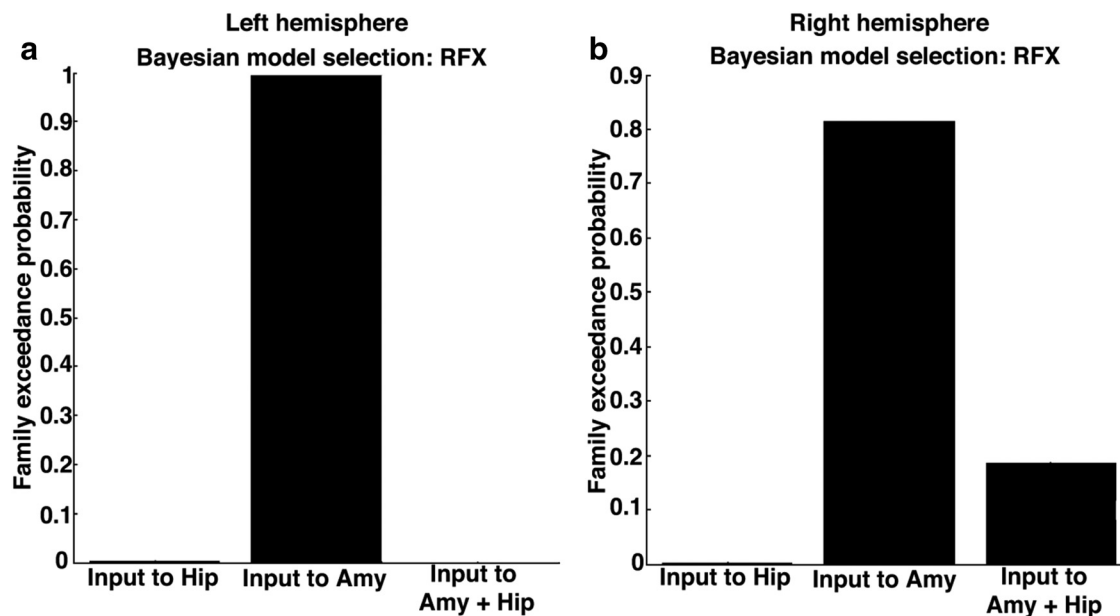 Left hemisphere
a
Bayesian model selection: RFX
Family exceedance probability
1
0.9
0.8
0.7
0.6
0.5
0.4
0.3
0.2
0.1
0
Input to Hip
Input to Amy
Input to
Amy + Hip
Right hemisphere
b
Bayesian model selection: RFX
Family exceedance probability
0.9
0.8
0.7
0.6
0.5
0.4
0.3
0.2
0.1
0
Input to Hip
Input to Amy
Input to
Amy + Hip